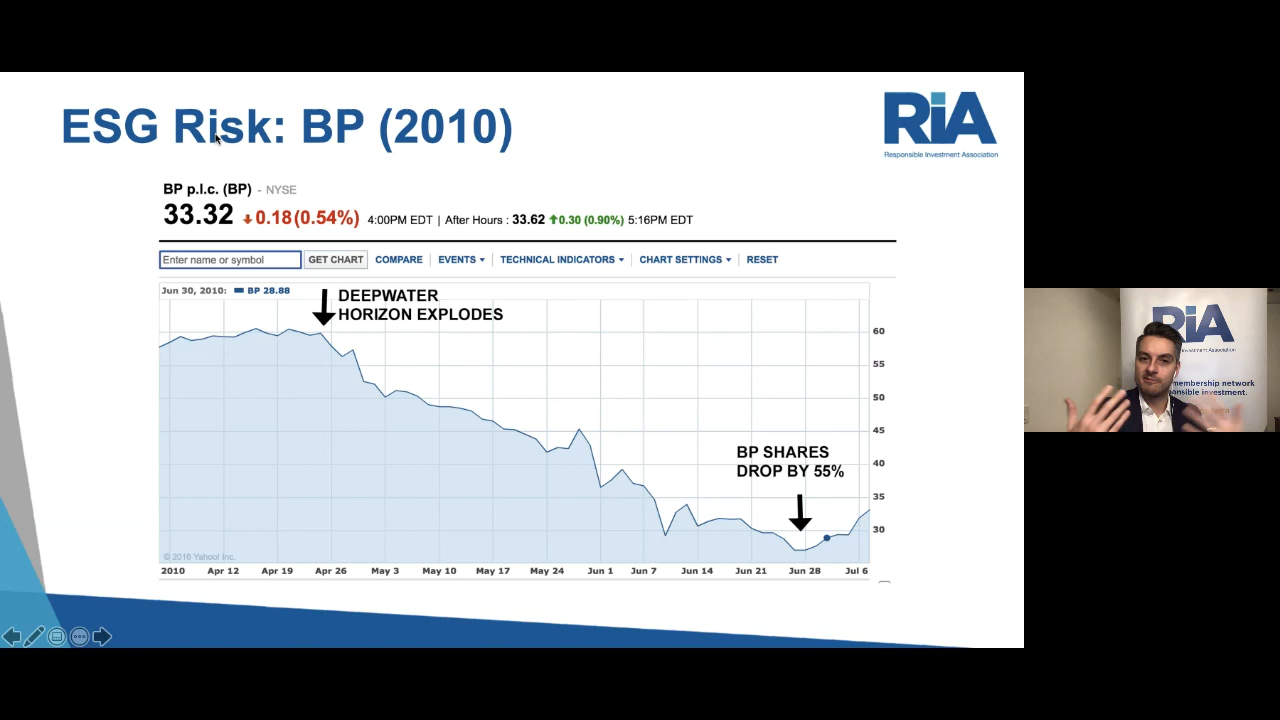 ESG Risk: BP (2010)
RiA
Responsible Investment Association
BP p.l.c. (BP) - NYSE
33.32 0.18 (0.54%) 4:00PM EDT | After Hours : 33.62 0.30 (0.90%) 5:16PM EDT
Enter name or symbol GET CHART COMPARE EVENTS TECHNICAL INDICATORS CHART SETTINGS RESET
Jun 30, 2010: BP 28.88
DEEPWATER
HORIZON EXPLODES
60
55
50
45
40
35
30
BP SHARES
DROP BY 55%
© 2016 Yahoo! Inc.
2010 Apr 12 Apr 19 Apr 26 May 3 May 10 May 17 May 24 Jun 1 Jun 7 Jun 14 Jun 21 Jun 28 Jul 6
RiA
Investment Association
membership network
investment.